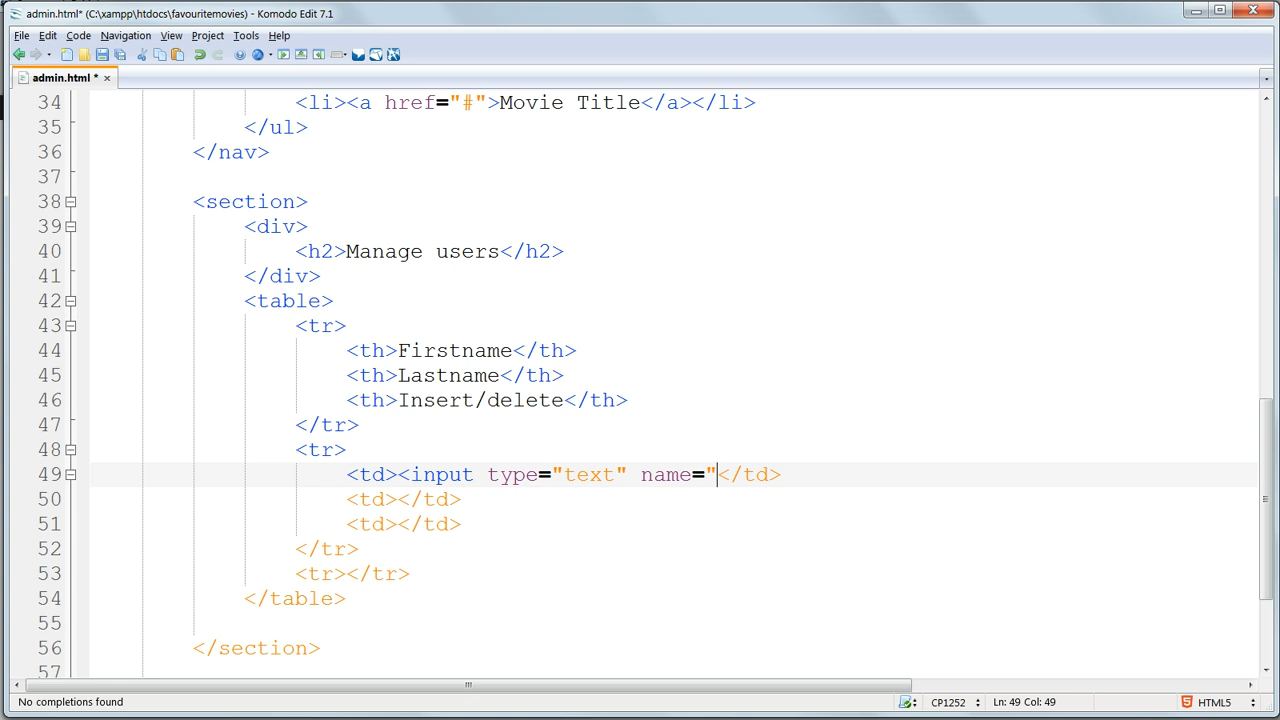 admin.html* (C:\xampp\htdocs\favouritemovies) - Komodo Edit 7.1
File Edit Code Navigation View Project Tools Help
admin.html *
34 <li><a href="#">Movie Title</a></li>
35 </ul>
36 </nav>
37
38 <section>
39 <div>
40 <h2>Manage users</h2>
41 </div>
42 <table>
43 <tr>
44 <th>Firstname</th>
45 <th>Lastname</th>
46 <th>Insert/delete</th>
47 </tr>
48 <tr>
49 <td><input type="text" name="</td>
50 <td></td>
51 <td></td>
52 </tr>
53 <tr></tr>
54 </table>
55
56 </section>
57
No completions found CP1252 Ln: 49 Col: 49 HTML5